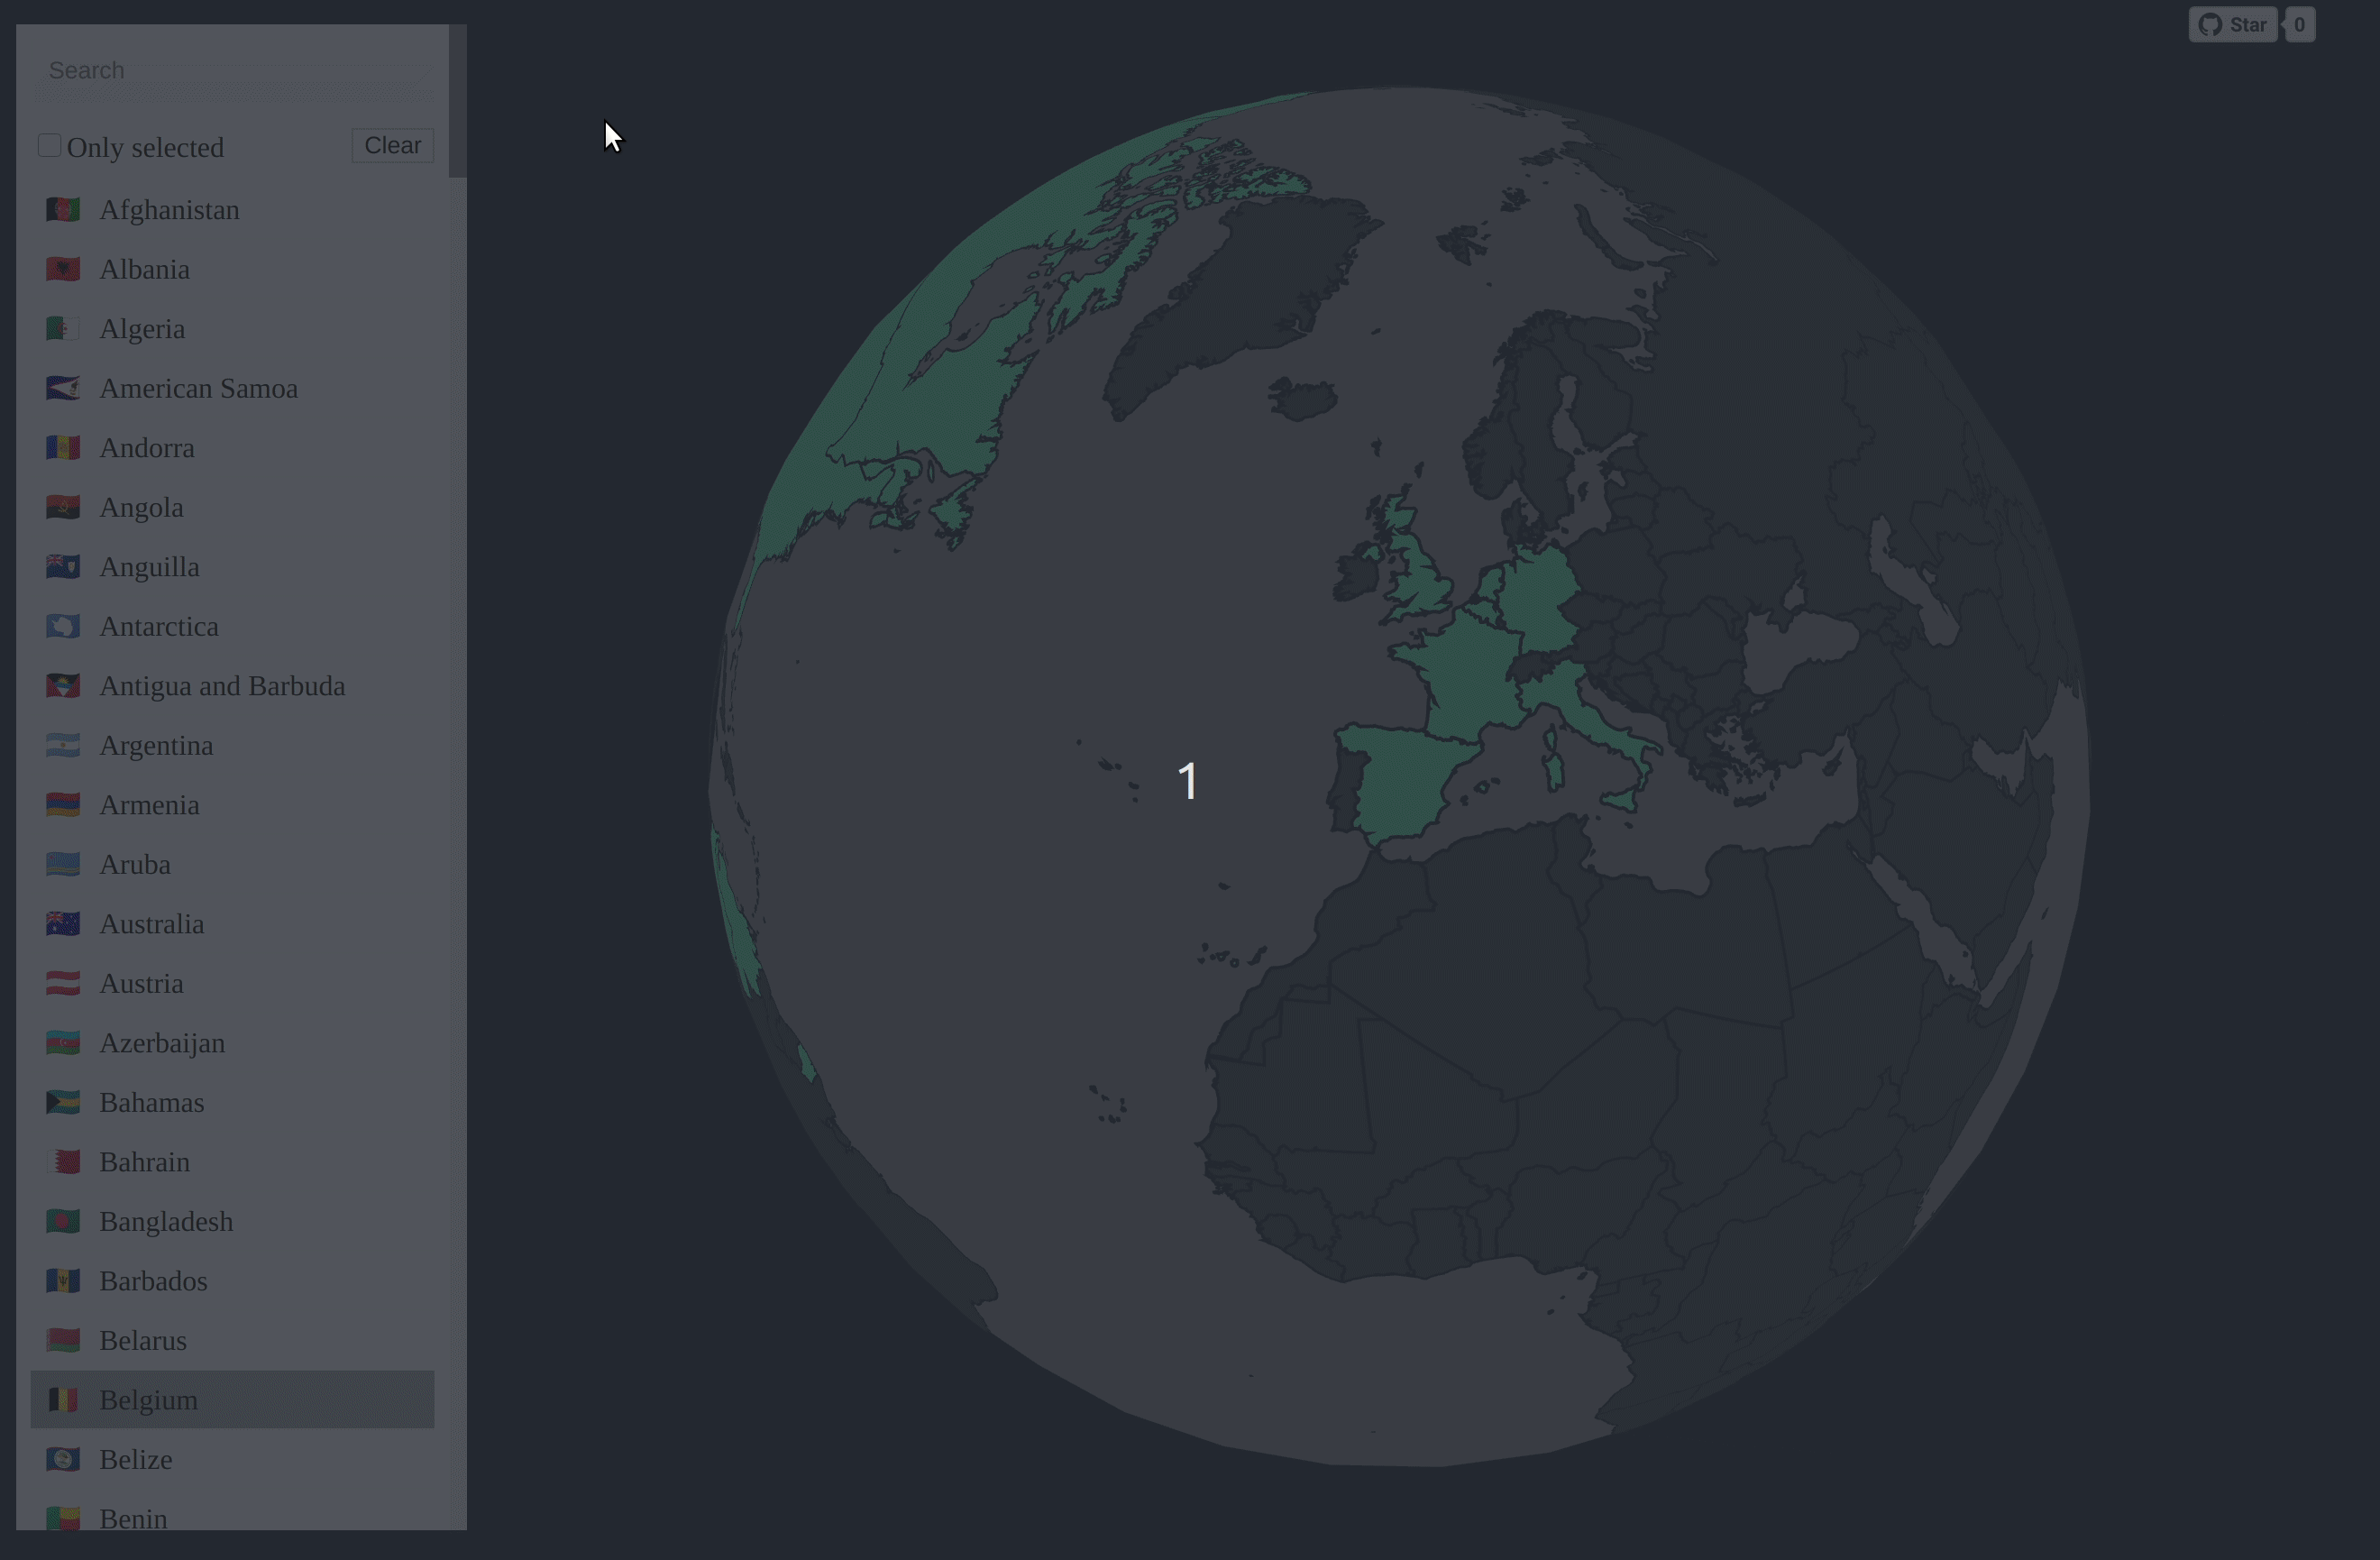 Star 0
Search
Only selected Clear
Afghanistan
Albania
Algeria
American Samoa
Andorra
Angola
Anguilla
Antarctica
Antigua and Barbuda
Argentina
Armenia
Aruba
Australia
Austria
Azerbaijan
Bahamas
Bahrain
Bangladesh
Barbados
Belarus
Belgium
Belize
Benin
1